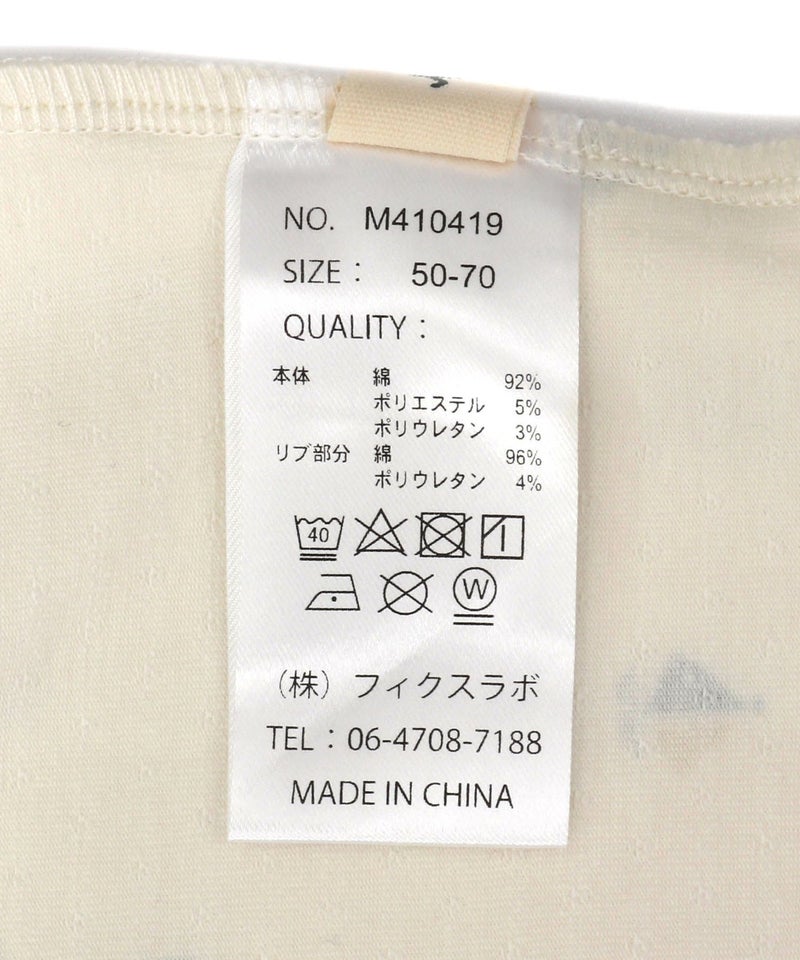 NO. M410419
SIZE : 50-70
QUALITY :
本体 綿 92%
ポリエステル 5%
ポリウレタン 3%
リブ部分 綿 96%
ポリウレタン 4%
40
W
（株）フィクスラボ
TEL : 06-4708-7188
MADE IN CHINA